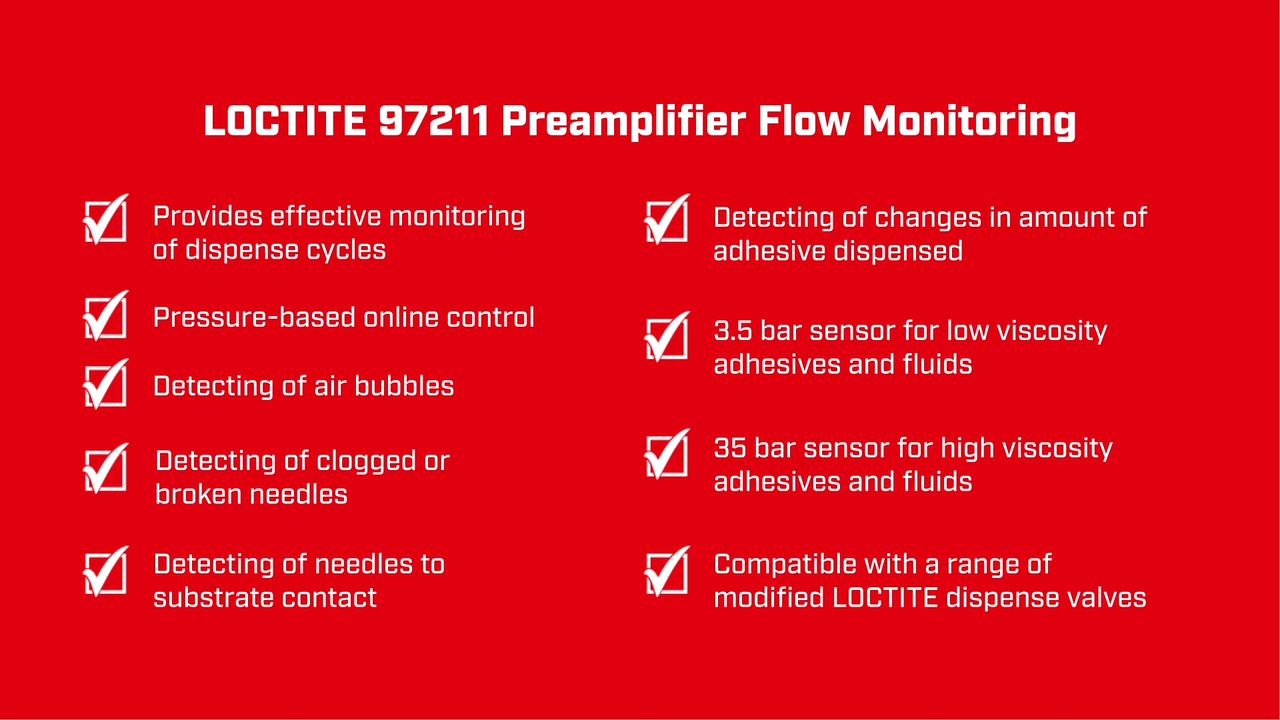 LOCTITE 97211 Preamplifier Flow Monitoring
Provides effective monitoring
of dispense cycles
Pressure-based online control
Detecting of air bubbles
Detecting of clogged or
broken needles
Detecting of needles to
substrate contact
Detecting of changes in amount of
adhesive dispensed
3.5 bar sensor for low viscosity
adhesives and fluids
35 bar sensor for high viscosity
adhesives and fluids
Compatible with a range of
modified LOCTITE dispense valves